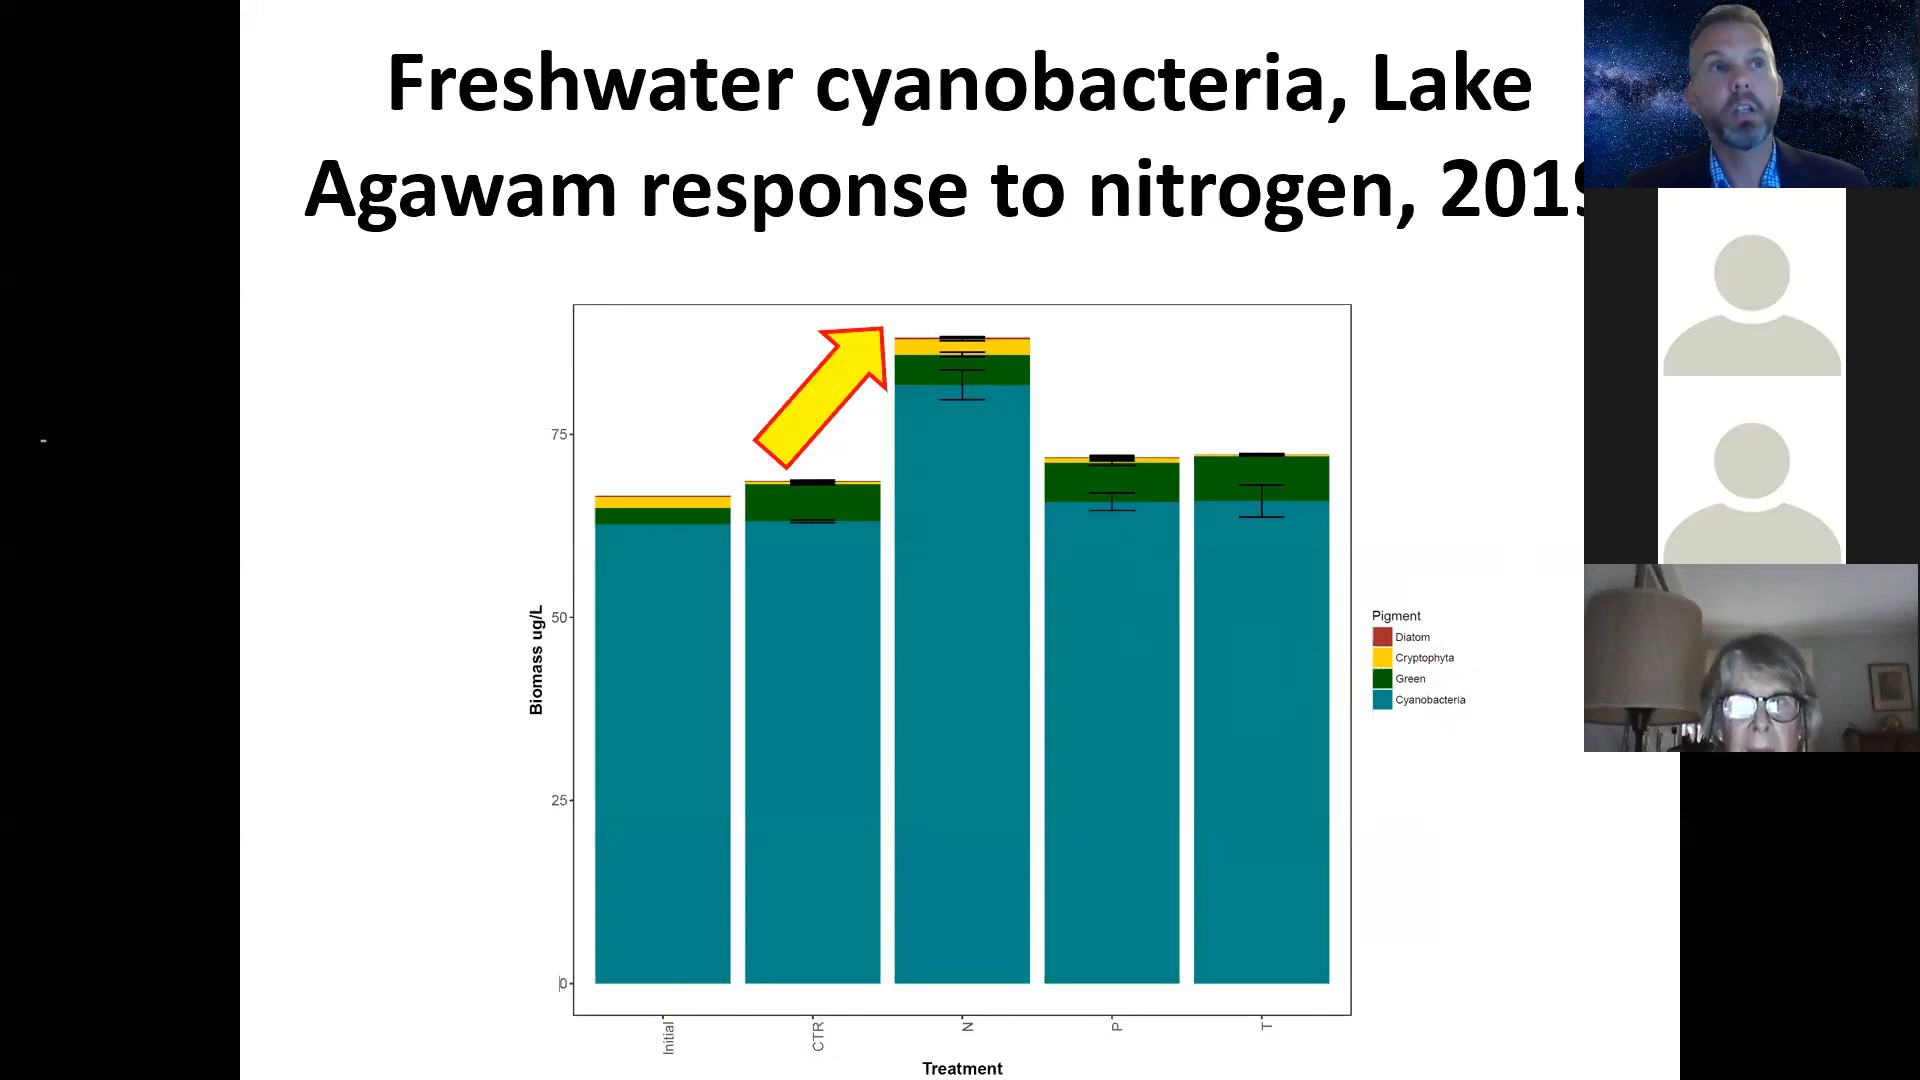 Freshwater cyanobacteria, Lake
Agawam response to nitrogen, 2019
75
50
25
0
Biomass ug/L
Initial
CTR
N
P
T
Treatment
Pigment
Diatom
Cryptophyta
Green
Cyanobacteria